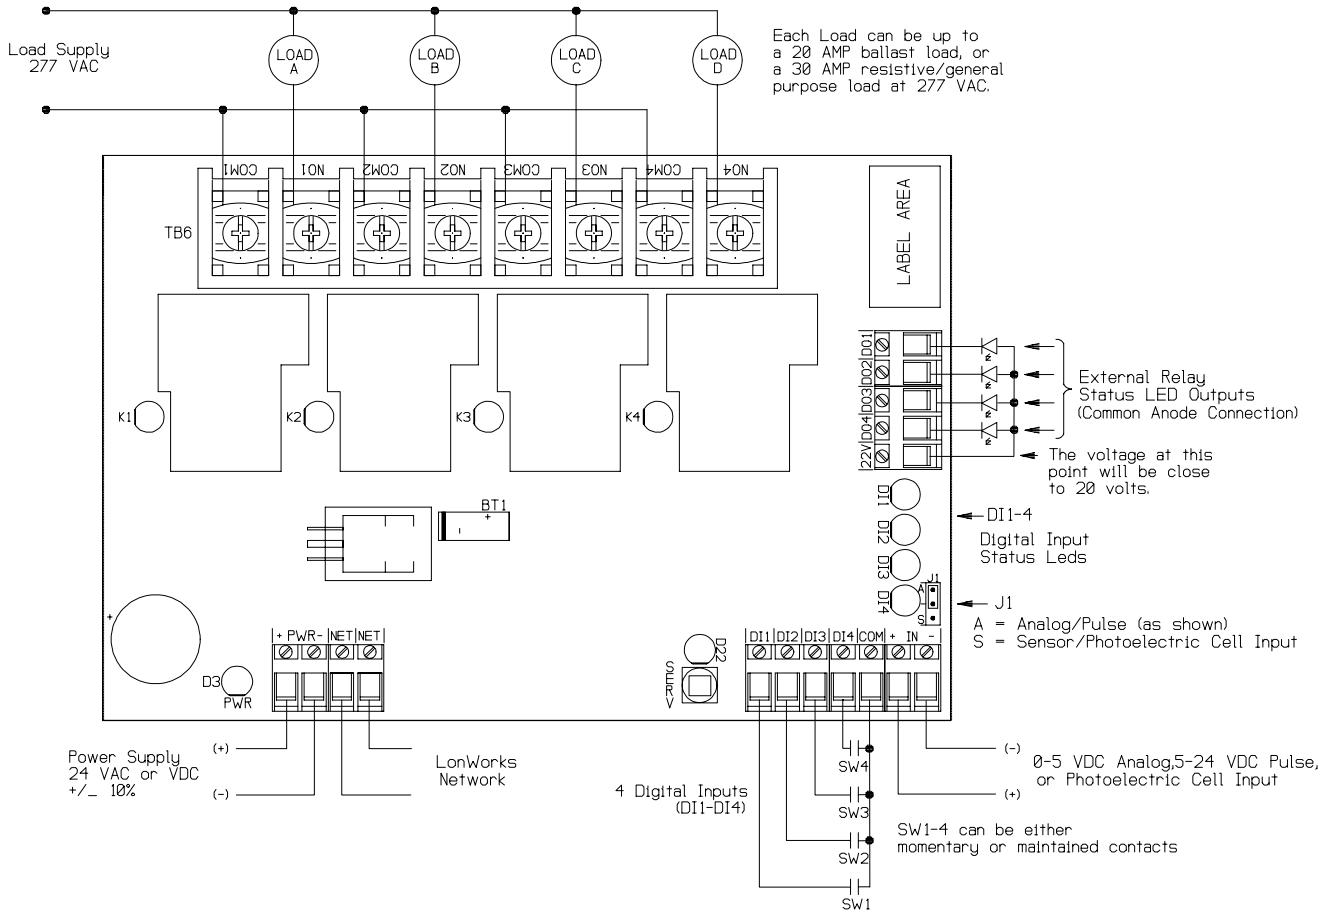 Load Supply
277 VAC
LOAD
A
LOAD
B
LOAD
C
LOAD
D
Each Load can be up to
a 20 AMP ballast load, or
a 30 AMP resistive/general
purpose load at 277 VAC.
COM1 NO1 COM2 NO2 COM3 NO3 COM4 NO4
TB6
LABEL AREA
K1
K2
K3
K4
DO1
DO2
DO3
DO4
22V
External Relay
Status LED Outputs
(Common Anode Connection)
The voltage at this
point will be close
to 20 volts.
BT1
+ -
DI1
DI2
DI3
DI4
DI1-4
Digital Input
Status Leds
J1
A
-
S
J1
A = Analog/Pulse (as shown)
S = Sensor/Photoelectric Cell Input
+
+ PWR- NET NET
D3
PWR
D22
SERV
DI1 DI2 DI3 DI4 COM + IN -
Power Supply
24 VAC or VDC
+/_ 10%
(+)
(-)
LonWorks
Network
4 Digital Inputs
(DI1-DI4)
SW4
SW3
SW2
SW1
(-)
(+)
0-5 VDC Analog,5-24 VDC Pulse,
or Photoelectric Cell Input
SW1-4 can be either
momentary or maintained contacts